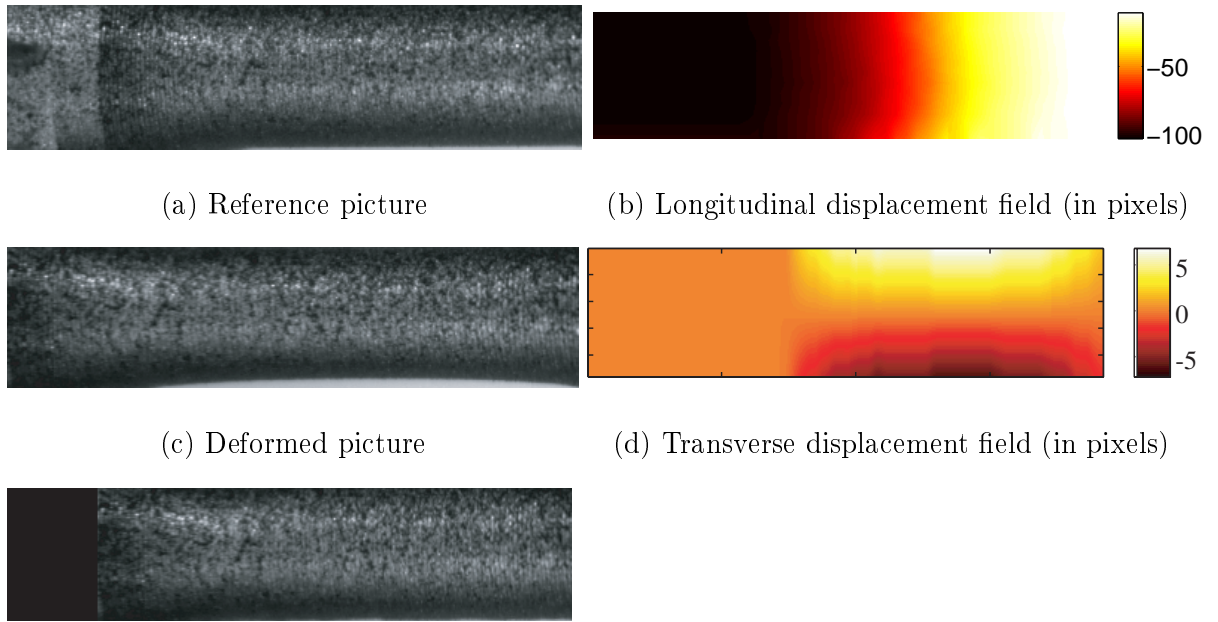 −50
−100
(a) Reference picture
(b) Longitudinal displacement field (in pixels)
5
0
-5
(c) Deformed picture
(d) Transverse displacement field (in pixels)